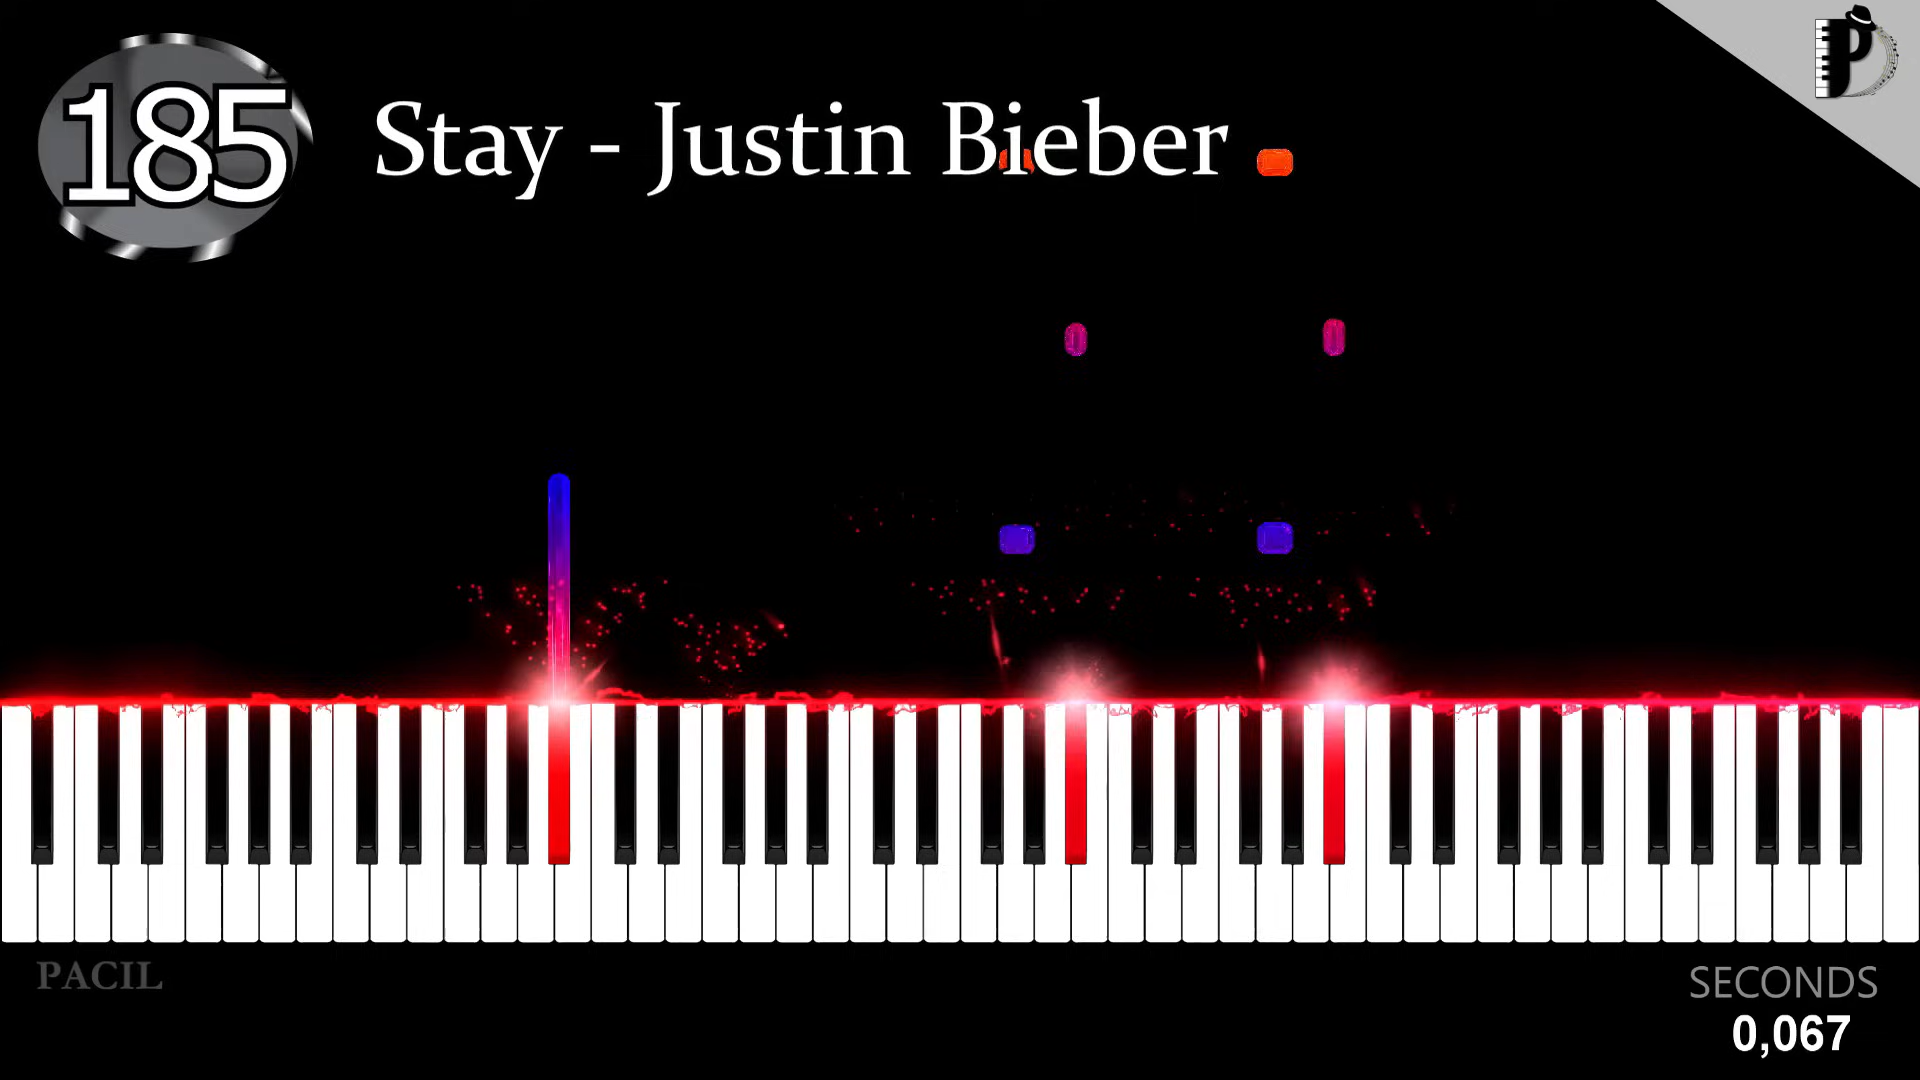 185
Stay - Justin Bieber
P
PACIL
SECONDS
0,067